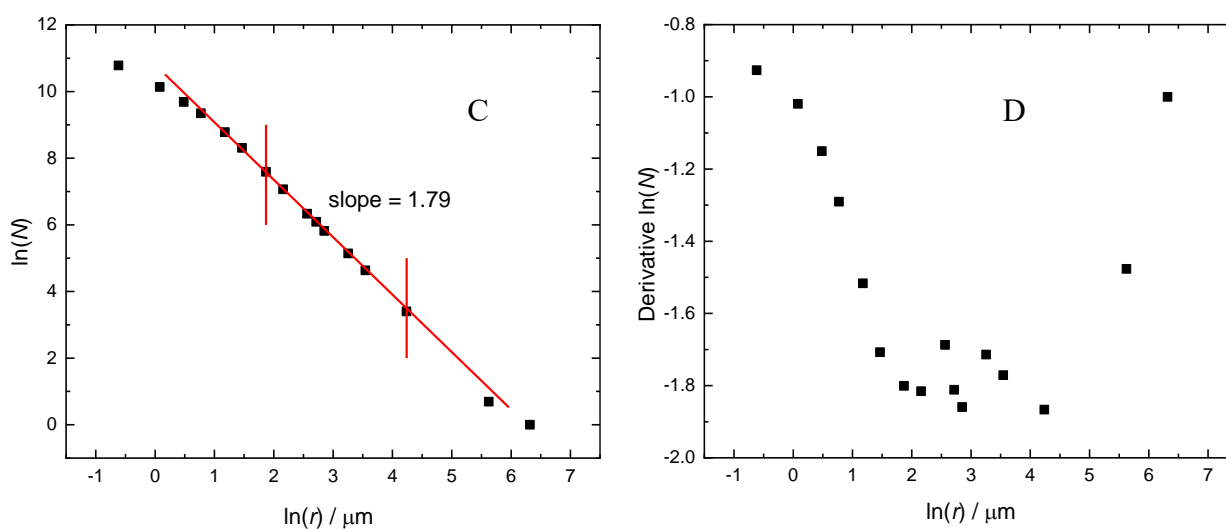 12
10
8
6
4
2
0
ln(N)
C
slope = 1.79
-1 0 1 2 3 4 5 6 7
ln(r) / μm
-0.8
-1.0
-1.2
-1.4
-1.6
-1.8
-2.0
Derivative ln(N)
D
-1 0 1 2 3 4 5 6 7
ln(r) / μm